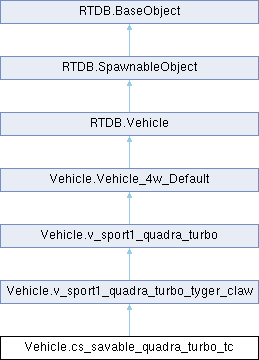 RTDB.BaseObject
RTDB.SpawnableObject
RTDB.Vehicle
Vehicle.Vehicle_4w_Default
Vehicle.v_sport1_quadra_turbo
Vehicle.v_sport1_quadra_turbo_tyger_claw
Vehicle.cs_savable_quadra_turbo_tc